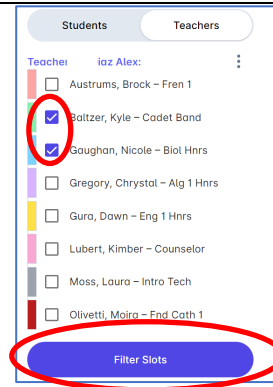 Students Teachers
Teacher iaz Alex:
Austrums, Brock – Fren 1
Baltzer, Kyle – Cadet Band
Gaughan, Nicole – Biol Hnrs
Gregory, Chrystal – Alg 1 Hnrs
Gura, Dawn – Eng 1 Hnrs
Lubert, Kimber – Counselor
Moss, Laura – Intro Tech
Olivetti, Moira – Fnd Cath 1
Filter Slots